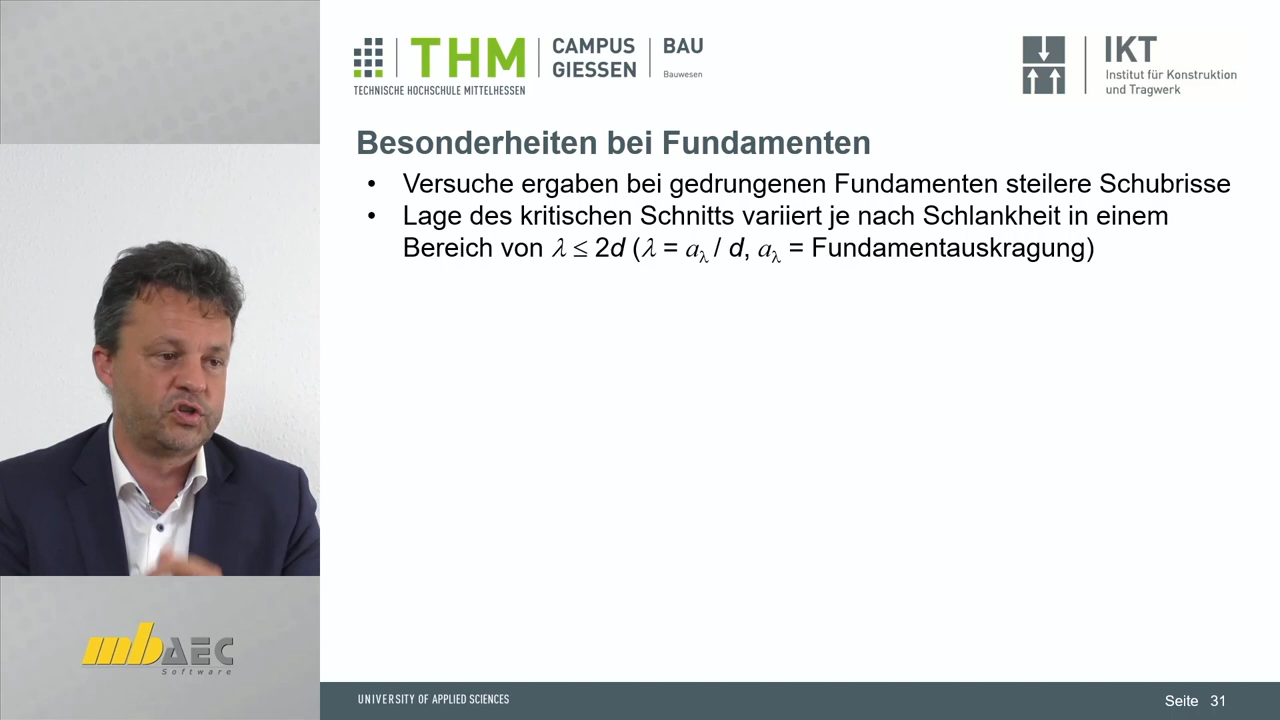 THM
CAMPUS
GIESSEN
BAU
Bauwesen
TECHNISCHE HOCHSCHULE MITTELHESSEN
IKT
Institut für Konstruktion
und Tragwerk
Besonderheiten bei Fundamenten
• Versuche ergaben bei gedrungenen Fundamenten steilere Schubrisse
• Lage des kritischen Schnitts variiert je nach Schlankheit in einem
Bereich von λ ≤ 2d (λ = aλ / d, aλ = Fundamentauskragung)
mb AEC
Software
UNIVERSITY OF APPLIED SCIENCES
Seite 31